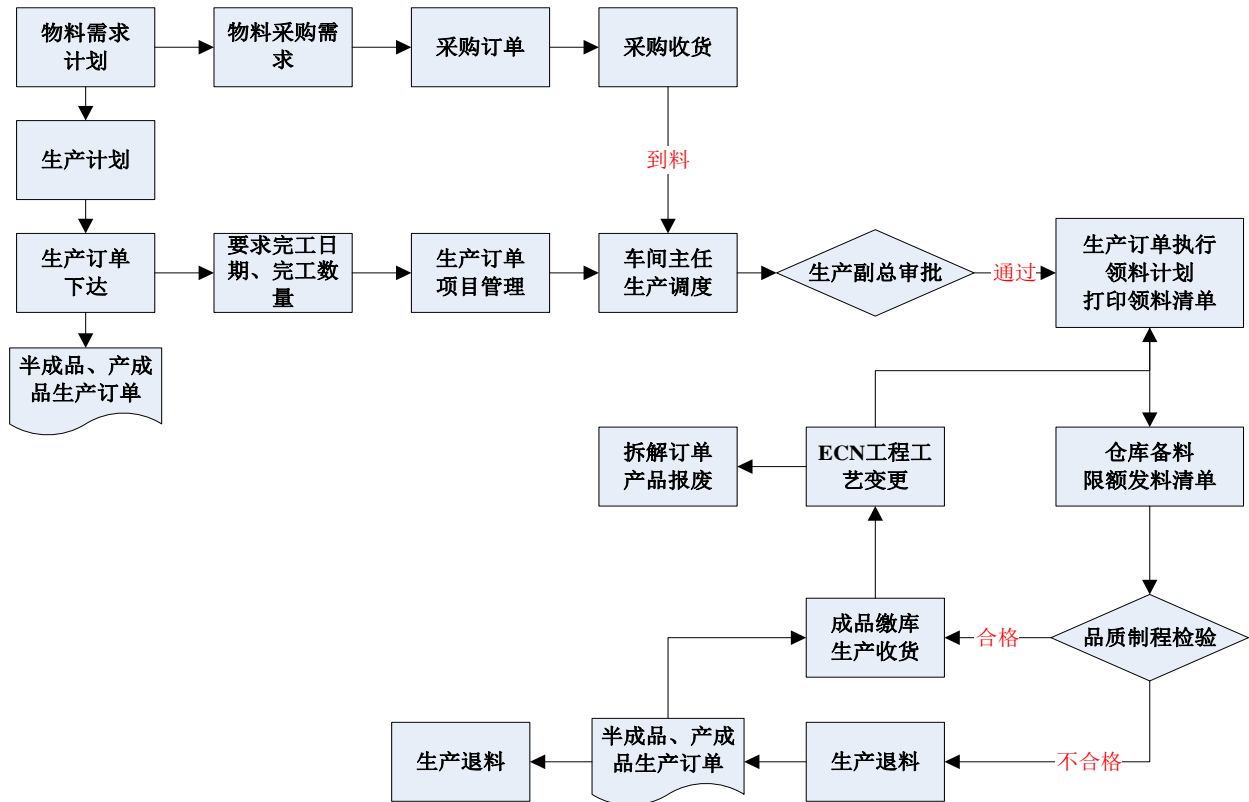 物料需求
计划
物料采购需
求
采购订单
采购收货
生产计划
到料
生产订单
下达
要求完工日
期、完工数
量
生产订单
项目管理
车间主任
生产调度
生产副总审批
通过
生产订单执行
领料计划
打印领料清单
半成品、产成
品生产订单
拆解订单
产品报废
ECN工程工
艺变更
仓库备料
限额发料清单
成品缴库
生产收货
合格
品质制程检验
生产退料
半成品、产成
品生产订单
生产退料
不合格